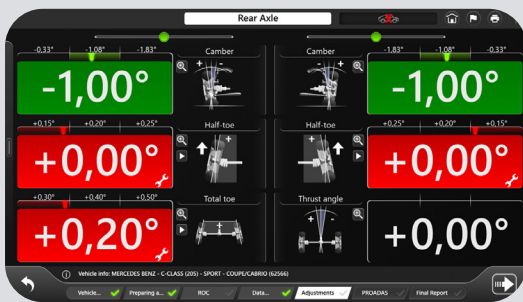 Rear Axle
-0,33° -1,08° -1,83° Camber Camber -1,83° -1,08° -0,33°
-1,00° + - - + -1,00°
+0,15° +0,20° +0,25° Half-toe Half-toe +0,25° +0,20° +0,15°
+0,00° + + +0,00°
+0,30° +0,40° +0,50° Total toe Thrust angle
+0,20° + + +0,00°
Vehicle info: MERCEDES BENZ - C-CLASS (205) - SPORT - COUPE/CABRIO (62566)
Vehicle... Preparing a... ROC Data... Adjustments PROADAS Final Report